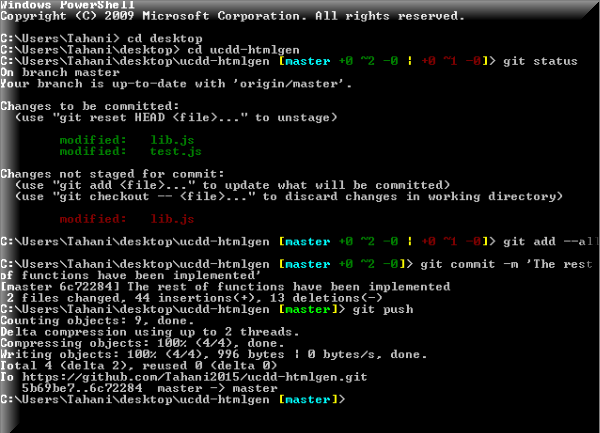 Windows PowerShell
Copyright (C) 2009 Microsoft Corporation. All rights reserved.
C:\Users\Tahani> cd desktop
C:\Users\Tahani\desktop> cd ucdd-htmlgen
C:\Users\Tahani\desktop\ucdd-htmlgen [master +0 ~2 -0 | +0 ~1 -0]> git status
On branch master
Your branch is up-to-date with 'origin/master'.
Changes to be committed:
(use "git reset HEAD <file>..." to unstage)
modified: lib.js
modified: test.js
Changes not staged for commit:
(use "git add <file>..." to update what will be committed)
(use "git checkout -- <file>..." to discard changes in working directory)
modified: lib.js
C:\Users\Tahani\desktop\ucdd-htmlgen [master +0 ~2 -0 | +0 ~1 -0]> git add --all
C:\Users\Tahani\desktop\ucdd-htmlgen [master +0 ~2 -0]> git commit -m 'The rest
of functions have been implemented'
[master 6c72284] The rest of functions have been implemented
2 files changed, 44 insertions(+), 13 deletions(-)
C:\Users\Tahani\desktop\ucdd-htmlgen [master]> git push
Counting objects: 9, done.
Delta compression using up to 2 threads.
Compressing objects: 100% (4/4), done.
Writing objects: 100% (4/4), 996 bytes | 0 bytes/s, done.
Total 4 (delta 2), reused 0 (delta 0)
To https://github.com/Tahani2015/ucdd-htmlgen.git
5b69be7..6c72284 master -> master
C:\Users\Tahani\desktop\ucdd-htmlgen [master]>